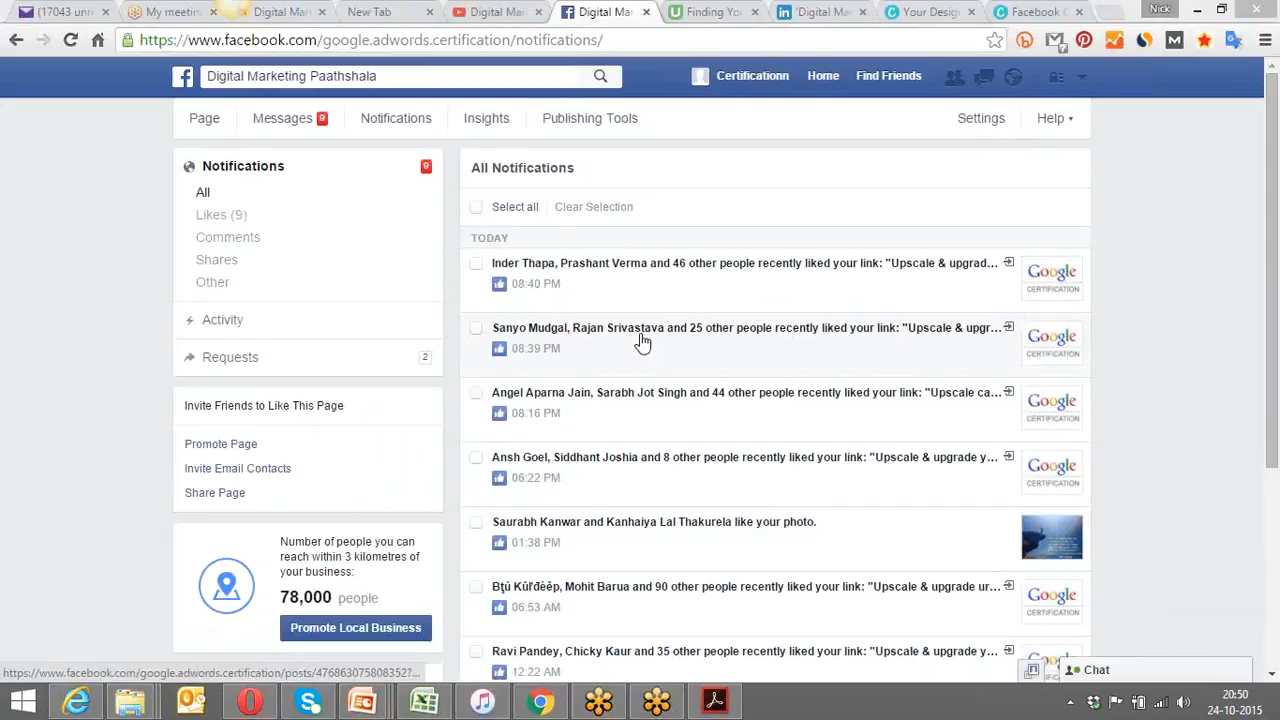 (17043 unr
My meetin
Digital Mar
New Tab
Digital Mar
Digital Mar
Finding Yo
'Digital Ma
Your Desig
Facebook C
Nick
https://www.facebook.com/google.adwords.certification/notifications/
Digital Marketing Paathshala
Certificationn
Home
Find Friends
Page
Messages 9
Notifications
Insights
Publishing Tools
Settings
Help
Notifications 9
All
Likes (9)
Comments
Shares
Other
Activity
Requests 2
Invite Friends to Like This Page
Promote Page
Invite Email Contacts
Share Page
Number of people you can
reach within 3 kilometres of
your business:
78,000 people
Promote Local Business
All Notifications
Select all
Clear Selection
TODAY
Inder Thapa, Prashant Verma and 46 other people recently liked your link: "Upscale & upgrad...
08:40 PM
Google
CERTIFICATION
Sanyo Mudgal, Rajan Srivastava and 25 other people recently liked your link: "Upscale & upgr...
08:39 PM
Google
CERTIFICATION
Angel Aparna Jain, Sarabh Jot Singh and 44 other people recently liked your link: "Upscale ca...
08:16 PM
Google
CERTIFICATION
Ansh Goel, Siddhant Joshia and 8 other people recently liked your link: "Upscale & upgrade y...
06:22 PM
Google
CERTIFICATION
Saurabh Kanwar and Kanhaiya Lal Thakurela like your photo.
01:38 PM
Mohit Barua and 90 other people recently liked your link: "Upscale & upgrade ur...
06:53 AM
Google
CERTIFICATION
Ravi Pandey, Chicky Kaur and 35 other people recently liked your link: "Upscale & upgrade y...
12:22 AM
Google
Chat
https://www.facebook.com/google.adwords.certification/posts/476863075863352?...
20:50
24-10-2015